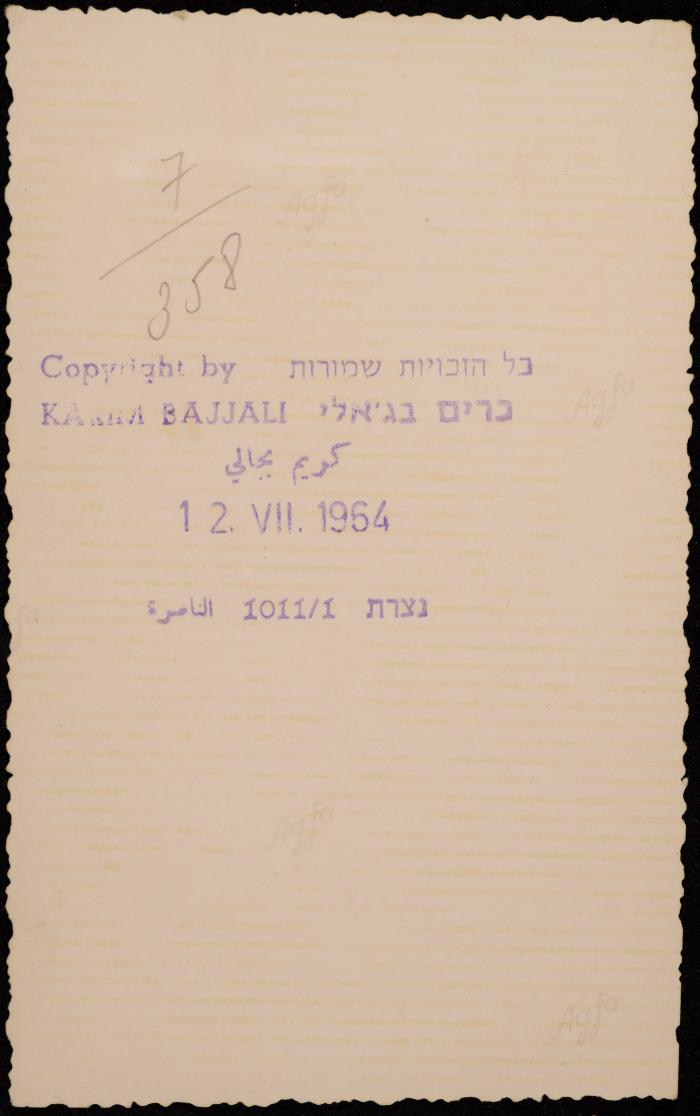 7
358
Copyright by כל הזכויות שמורות
KARIM BAJJALI כרים בג'אלי
كريم بجالي
12. VII. 1964
الناصرة 1011/1 נצרת
Agfa
Agfa
Agfa
Agfa